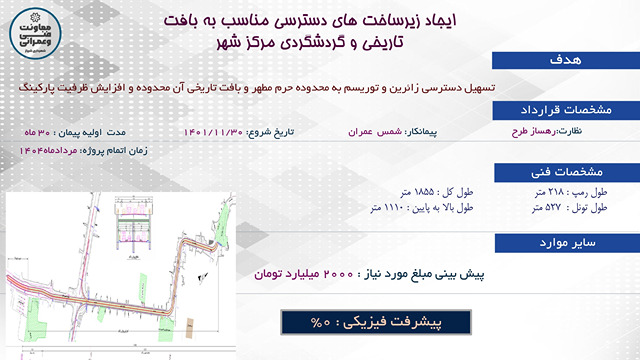 معاونت
فنی
وعمرانی
شهرداری شیراز
ایجاد زیرساخت های دسترسی مناسب به بافت
تاریخی و گردشگردی مرکز شهر
هدف
تسهیل دسترسی زائرین و توریسم به محدوده حرم مطهر و بافت تاریخی آن محدوده و افزایش ظرفیت پارکینگ
مشخصات قرارداد
نظارت:رهساز طرح پیمانکار: شمس عمران تاریخ شروع: ۱۴۰۱/۱۱/۳۰ مدت اولیه پیمان : ۳۰ ماه
زمان اتمام پروژه: مردادماه۱۴۰۴
مشخصات فنی
طول رمپ : ۲۱۸ متر طول کل : ۱۸۵۵ متر
طول تونل : ۵۲۷ متر طول بالا به پایین : ۱۱۱۰ متر
سایر موارد
پیش بینی مبلغ مورد نیاز : ۲۰۰۰ میلیارد تومان
پیشرفت فیزیکی : ۰%